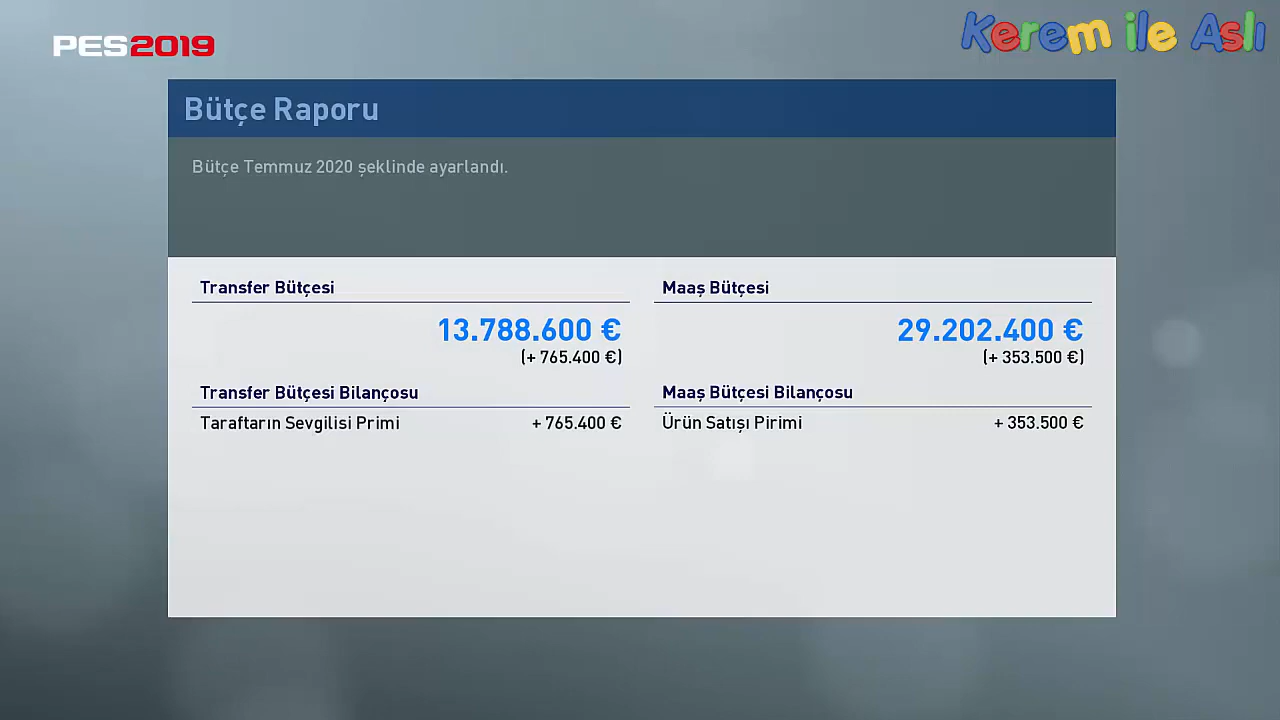 PES2019
Kerem ile Aslı
Bütçe Raporu
Bütçe Temmuz 2020 şeklinde ayarlandı.
Transfer Bütçesi
13.788.600 €
(+ 765.400 €)
Transfer Bütçesi Bilançosu
Taraftarın Sevgilisi Primi + 765.400 €
Maaş Bütçesi
29.202.400 €
(+ 353.500 €)
Maaş Bütçesi Bilançosu
Ürün Satışı Pirimi + 353.500 €